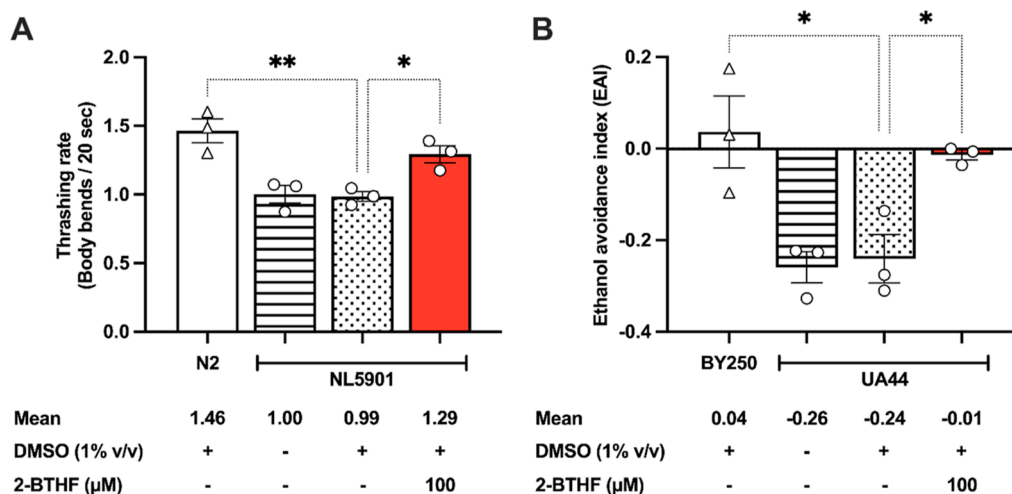 A
Thrashing rate
(Body bends / 20 sec)
2.0
1.5
1.0
0.5
0.0
** *
N2
NL5901
Mean 1.46 1.00 0.99 1.29
DMSO (1% v/v) + - + +
2-BTHF (µM) - - - 100
B
Ethanol avoidance index (EAI)
0.2
0.0
-0.2
-0.4
* *
BY250
UA44
Mean 0.04 -0.26 -0.24 -0.01
DMSO (1% v/v) + - + +
2-BTHF (µM) - - - 100